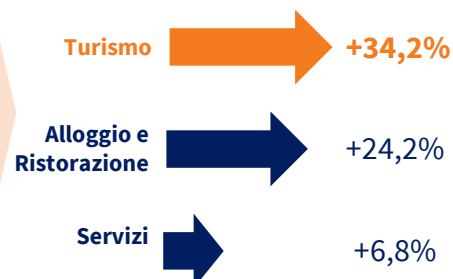 Turismo +34,2%
Alloggio e
Ristorazione +24,2%
Servizi +6,8%